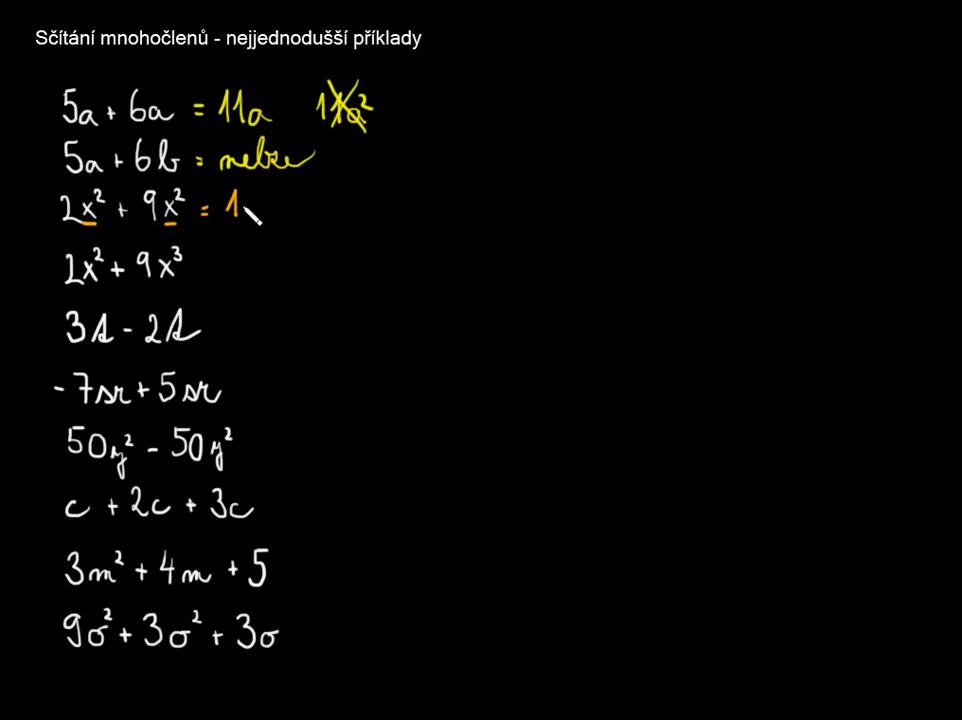 Sčítání mnohočlenů - nejjednodušší příklady
5a + 6a = 11a 11a²
5a + 6b = nelze
2x² + 9x² = 1
2x² + 9x³
3s - 2s
-7sr + 5sr
50y² - 50y²
c + 2c + 3c
3m² + 4m + 5
9σ² + 3σ² + 3σ